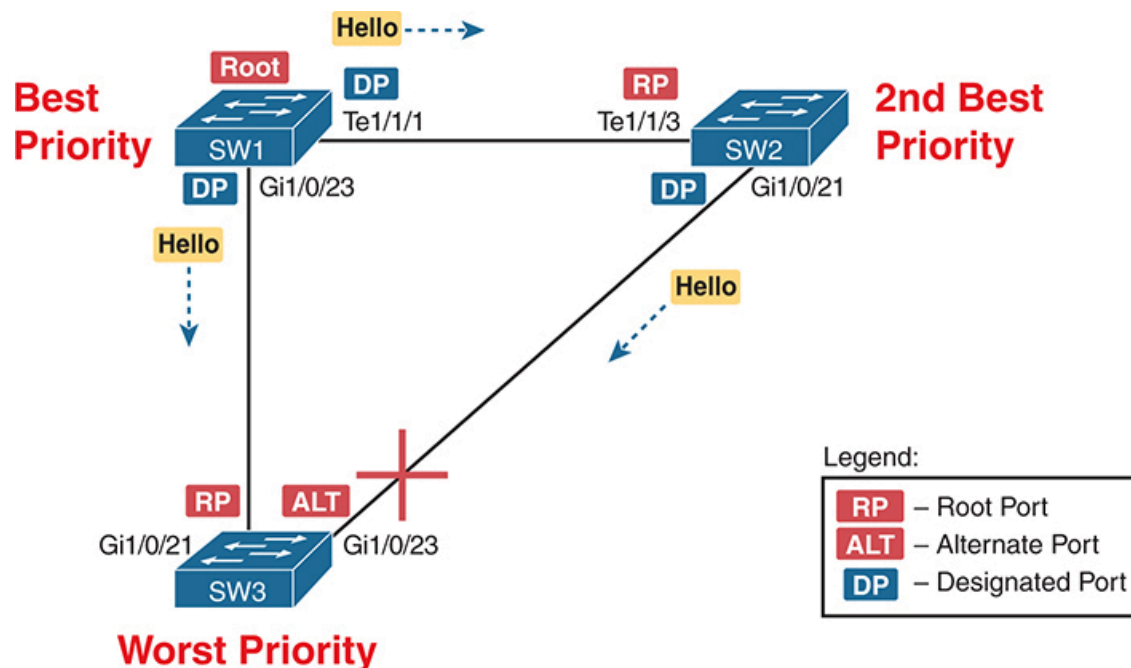 Hello
Root
DP
RP
Best
Priority
2nd Best
Priority
Te1/1/1
Te1/1/3
SW1
SW2
DP
Gi1/0/23
DP
Gi1/0/21
Hello
Hello
Legend:
RP – Root Port
ALT – Alternate Port
DP – Designated Port
RP
ALT
Gi1/0/21
Gi1/0/23
SW3
Worst Priority